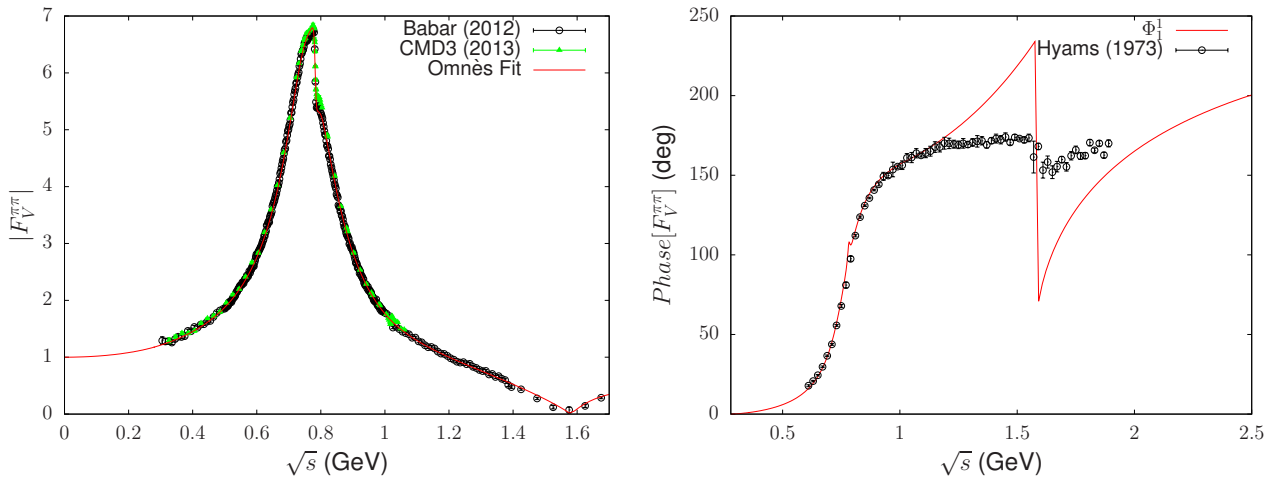 7
6
5
4
3
2
1
0
0 0.2 0.4 0.6 0.8 1 1.2 1.4 1.6
|F_V^{ππ}|
√s (GeV)
Babar (2012)
CMD3 (2013)
Omnès Fit
250
200
150
100
50
0
0.5 1 1.5 2 2.5
Phase[F_V^{ππ}] (deg)
√s (GeV)
Φ_1^1
Hyams (1973)